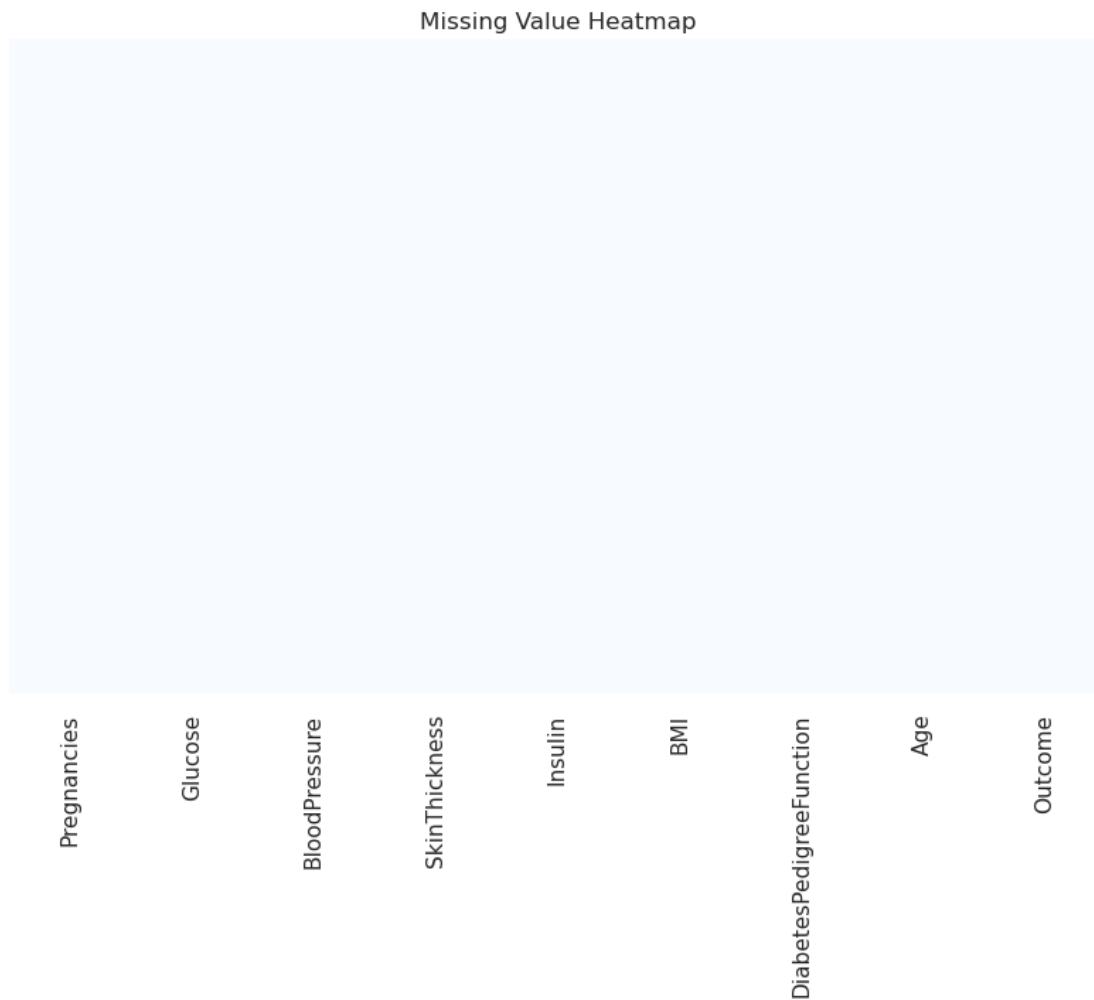 Missing Value Heatmap
Pregnancies
Glucose
BloodPressure
SkinThickness
Insulin
BMI
DiabetesPedigreeFunction
Age
Outcome